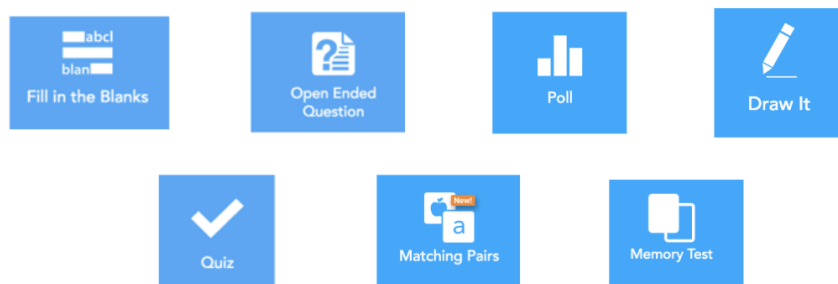 abcl
blan
Fill in the Blanks
?
Open Ended
Question
Poll
Draw It
Quiz
New!
a
Matching Pairs
Memory Test